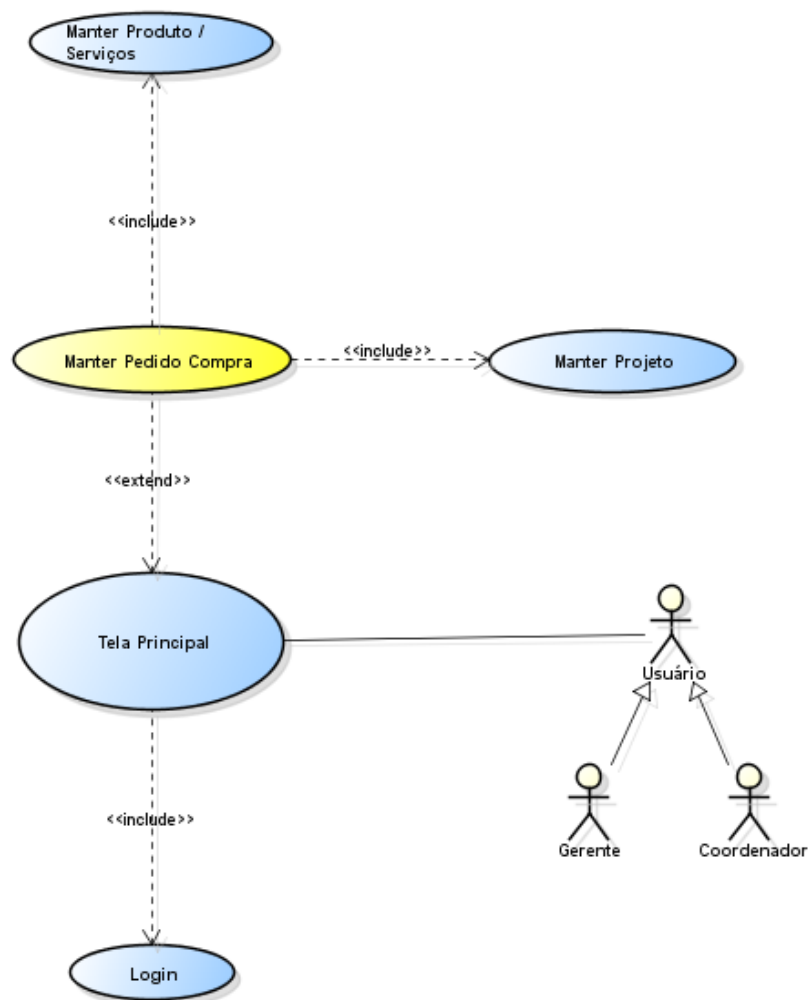 Manter Produto /
Serviços
<<include>>
Manter Pedido Compra
<<include>>
Manter Projeto
<<extend>>
Tela Principal
Usuário
<<include>>
Gerente
Coordenador
Login